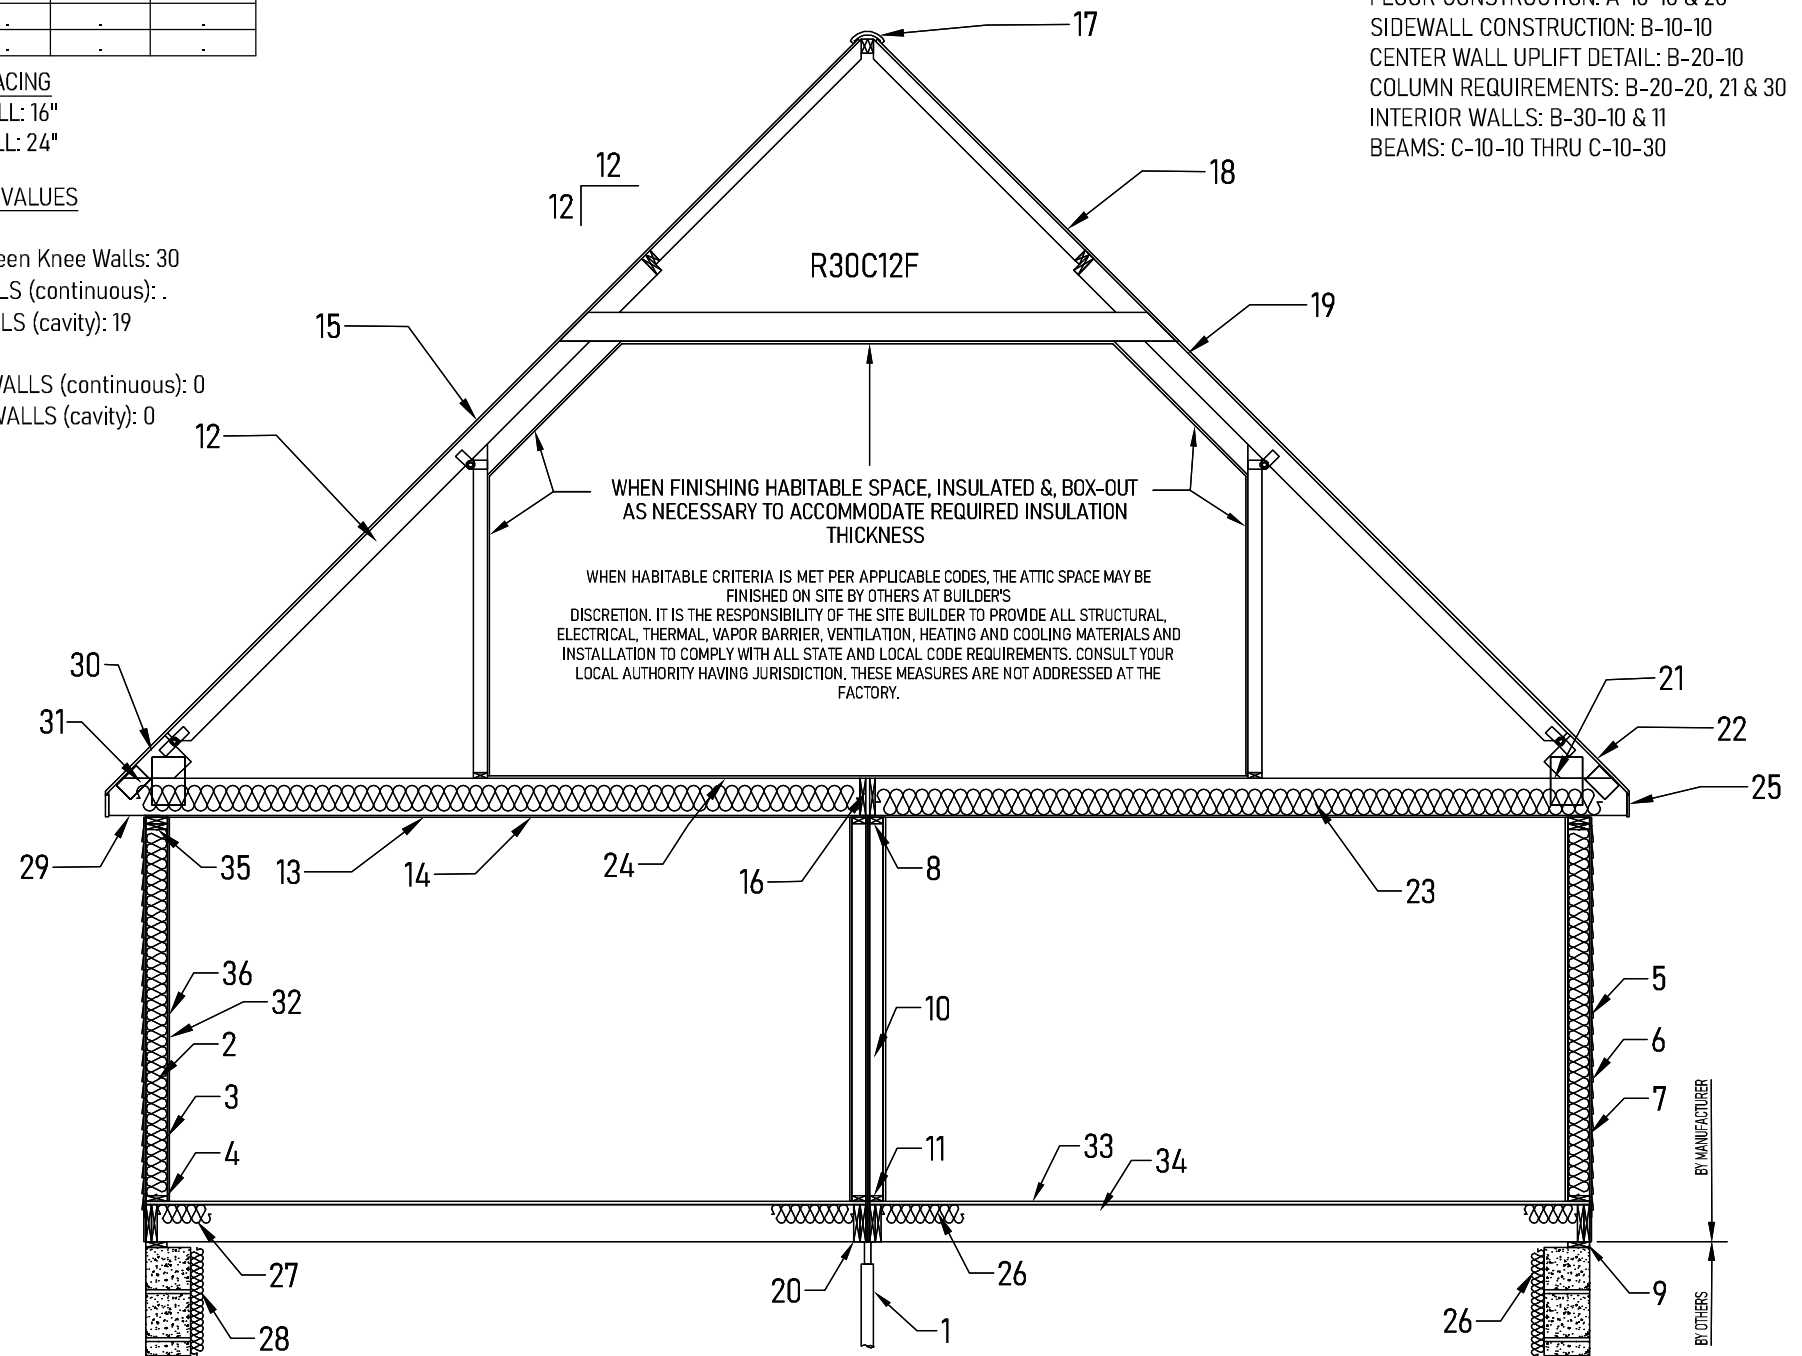 . . .
. . .
ACING
LL: 16"
LL: 24"
VALUES
een Knee Walls: 30
LS (continuous): .
LS (cavity): 19
WALLS (continuous): 0
WALLS (cavity): 0
FLOOR CONSTRUCTION: A-10-10 & 20
SIDEWALL CONSTRUCTION: B-10-10
CENTER WALL UPLIFT DETAIL: B-20-10
COLUMN REQUIREMENTS: B-20-20, 21 & 30
INTERIOR WALLS: B-30-10 & 11
BEAMS: C-10-10 THRU C-10-30
17
12
12
18
R30C12F
19
15
12
WHEN FINISHING HABITABLE SPACE, INSULATED &, BOX-OUT
AS NECESSARY TO ACCOMMODATE REQUIRED INSULATION
THICKNESS
WHEN HABITABLE CRITERIA IS MET PER APPLICABLE CODES, THE ATTIC SPACE MAY BE
FINISHED ON SITE BY OTHERS AT BUILDER'S
DISCRETION. IT IS THE RESPONSIBILITY OF THE SITE BUILDER TO PROVIDE ALL STRUCTURAL,
ELECTRICAL, THERMAL, VAPOR BARRIER, VENTILATION, HEATING AND COOLING MATERIALS AND
INSTALLATION TO COMPLY WITH ALL STATE AND LOCAL CODE REQUIREMENTS. CONSULT YOUR
LOCAL AUTHORITY HAVING JURISDICTION. THESE MEASURES ARE NOT ADDRESSED AT THE
FACTORY.
30
31
21
22
25
29
35
13
14
24
16
8
23
36
32
2
3
4
10
11
5
6
7
33
34
BY MANUFACTURER
27
28
20
26
1
26
9
BY OTHERS